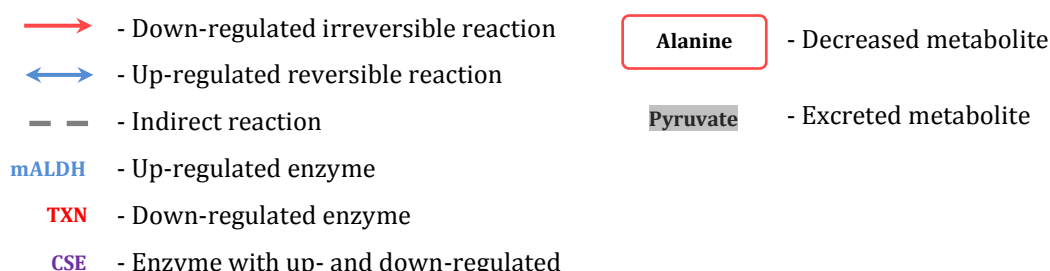 - Down-regulated irreversible reaction
- Up-regulated reversible reaction
- Indirect reaction
mALDH - Up-regulated enzyme
TXN - Down-regulated enzyme
CSE - Enzyme with up- and down-regulated
Alanine - Decreased metabolite
Pyruvate - Excreted metabolite